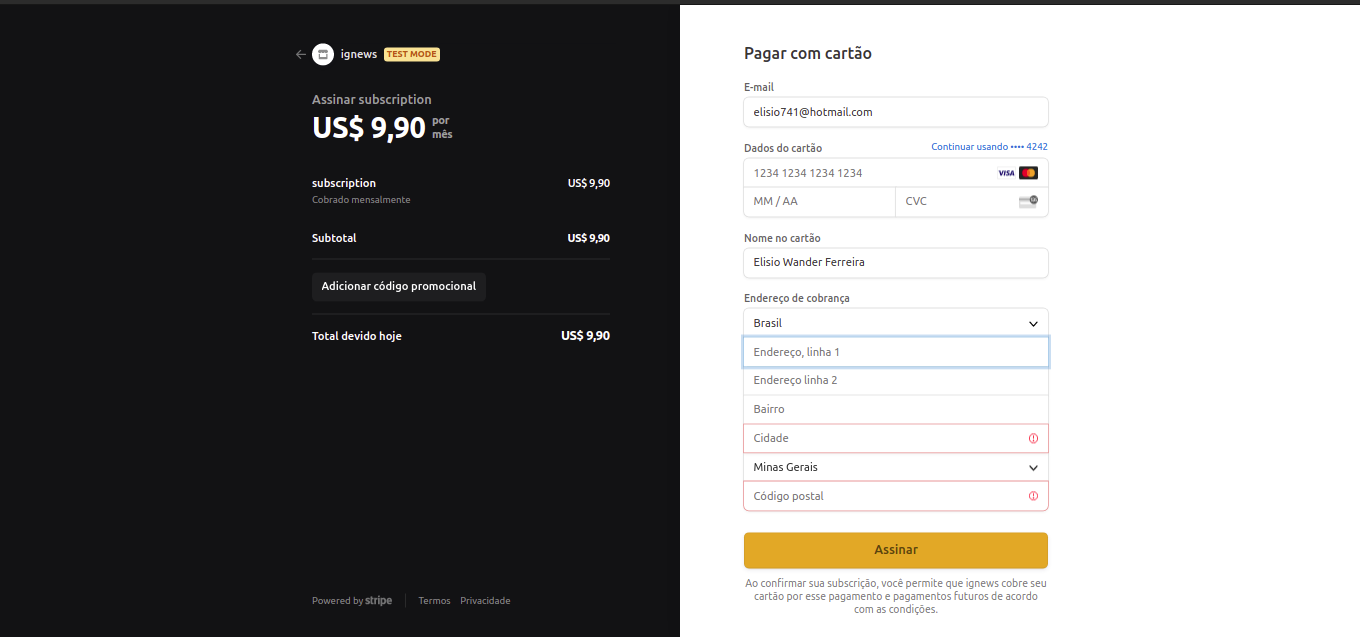 ignews TEST MODE
Assinar subscription
US$ 9,90 por mês
subscription US$ 9,90
Cobrado mensalmente
Subtotal US$ 9,90
Adicionar código promocional
Total devido hoje US$ 9,90
Powered by stripe Termos Privacidade
Pagar com cartão
E-mail
elisio741@hotmail.com
Dados do cartão Continuar usando •••• 4242
1234 1234 1234 1234 VISA
MM / AA CVC
Nome no cartão
Elisio Wander Ferreira
Endereço de cobrança
Brasil
Endereço, linha 1
Endereço linha 2
Bairro
Cidade
Minas Gerais
Código postal
Assinar
Ao confirmar sua subscrição, você permite que ignews cobre seu
cartão por esse pagamento e pagamentos futuros de acordo
com as condições.